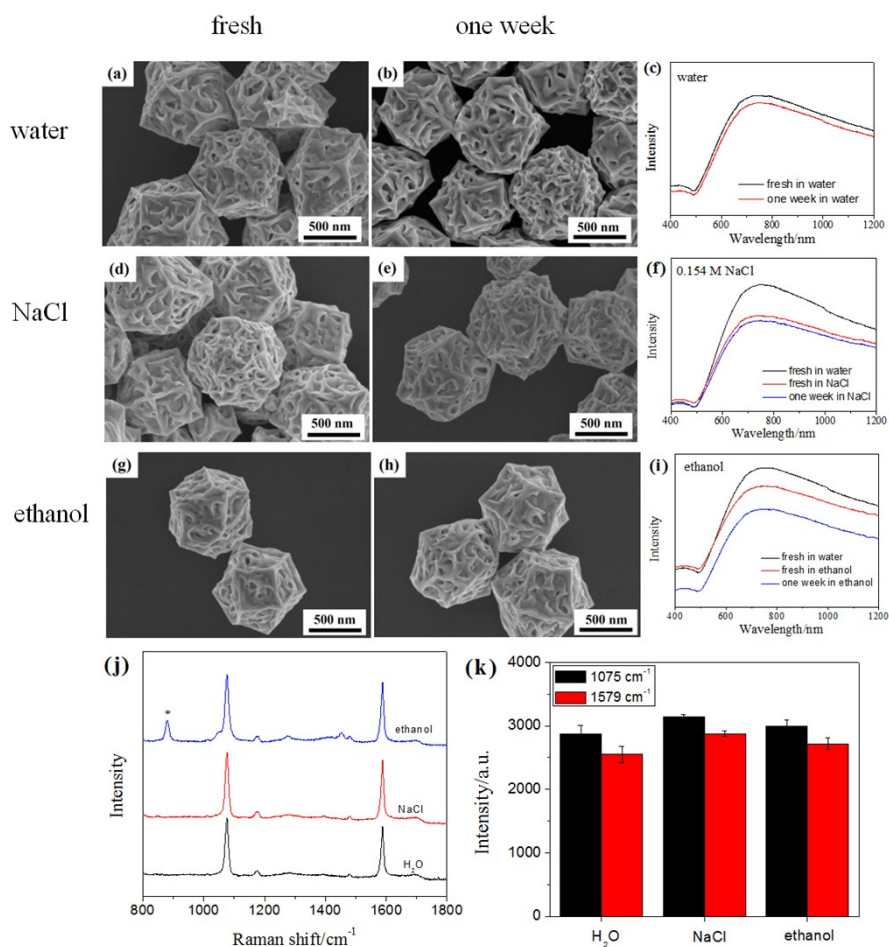 fresh
one week
water
(a)
500 nm
(b)
500 nm
(c)
water
Intensity
fresh in water
one week in water
400 600 800 1000 1200
Wavelength/nm
NaCl
(d)
500 nm
(e)
500 nm
(f)
0.154 M NaCl
Intensity
fresh in water
fresh in NaCl
one week in NaCl
400 600 800 1000 1200
Wavelength/nm
ethanol
(g)
500 nm
(h)
500 nm
(i)
ethanol
Intensity
fresh in water
fresh in ethanol
one week in ethanol
400 600 800 1000 1200
Wavelength/nm
(j)
*
ethanol
NaCl
H₂O
Intensity
800 1000 1200 1400 1600 1800
Raman shift/cm⁻¹
(k)
1075 cm⁻¹
1579 cm⁻¹
Intensity/a.u.
4000
3000
2000
1000
0
H₂O NaCl ethanol